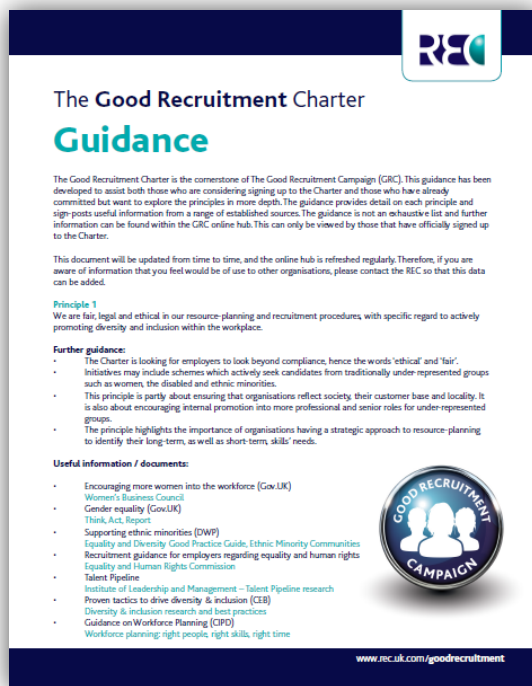 REC
The Good Recruitment Charter
Guidance
The Good Recruitment Charter is the cornerstone of The Good Recruitment Campaign (GRC). This guidance has been
developed to assist both those who are considering signing up to the Charter and those who have already
committed but want to explore the principles in more depth. The guidance provides detail on each principle and
sign-posts useful information from a range of established sources. The guidance is not an exhaustive list and further
information can be found within the GRC online hub. This can only be viewed by those that have officially signed up
to the Charter.
This document will be updated from time to time, and the online hub is refreshed regularly. Therefore, if you are
aware of information that you feel would be of use to other organisations, please contact the REC so that this data
can be added.
Principle 1
We are fair, legal and ethical in our resource-planning and recruitment procedures, with specific regard to actively
promoting diversity and inclusion within the workplace.
Further guidance:
• The Charter is looking for employers to look beyond compliance, hence the words 'ethical' and 'fair'.
• Initiatives may include schemes which actively seek candidates from traditionally under-represented groups
such as women, the disabled and ethnic minorities.
• This principle is partly about ensuring that organisations reflect society, their customer base and locality. It
is also about encouraging internal promotion into more professional and senior roles for under-represented
groups.
• The principle highlights the importance of organisations having a strategic approach to resource-planning
to identify their long-term, as well as short-term, skills' needs.
Useful information / documents:
• Encouraging more women into the workforce (Gov.UK)
Women's Business Council
• Gender equality (Gov.UK)
Think, Act, Report
• Supporting ethnic minorities (DWP)
Equality and Diversity Good Practice Guide, Ethnic Minority Communities
• Recruitment guidance for employers regarding equality and human rights
Equality and Human Rights Commission
• Talent Pipeline
Institute of Leadership and Management – Talent Pipeline research
• Proven tactics to drive diversity & inclusion (CEB)
Diversity & inclusion research and best practices
• Guidance on Workforce Planning (CIPD)
Workforce planning: right people, right skills, right time
GOOD RECRUITMENT
CAMPAIGN
www.rec.uk.com/goodrecruitment